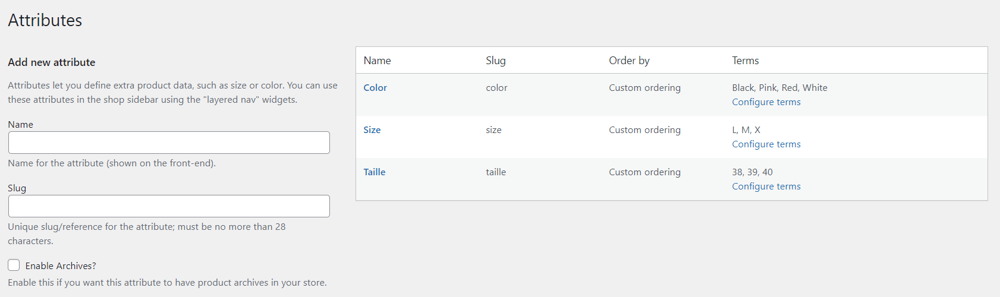 Attributes
Add new attribute
Attributes let you define extra product data, such as size or color. You can use
these attributes in the shop sidebar using the "layered nav" widgets.
Name
Name for the attribute (shown on the front-end).
Slug
Unique slug/reference for the attribute; must be no more than 28
characters.
Enable Archives?
Enable this if you want this attribute to have product archives in your store.
Name Slug Order by Terms
Color color Custom ordering Black, Pink, Red, White
Configure terms
Size size Custom ordering L, M, X
Configure terms
Taille taille Custom ordering 38, 39, 40
Configure terms